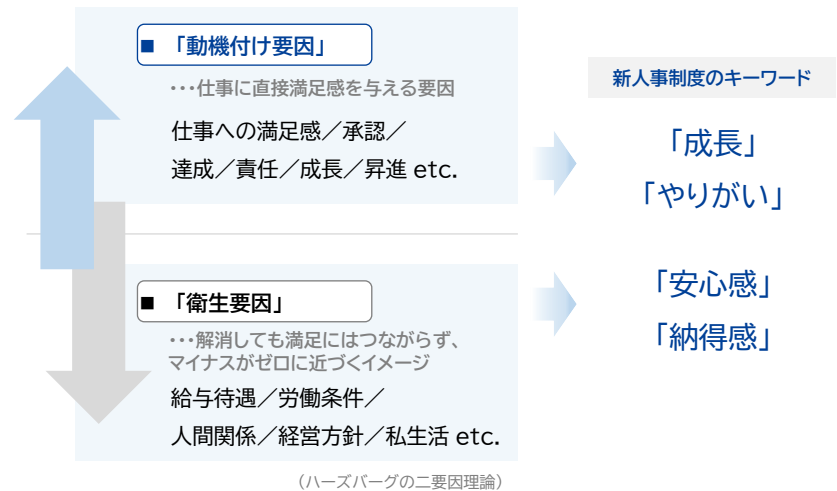 ■ 「動機付け要因」
・・・仕事に直接満足感を与える要因
仕事への満足感／承認／
達成／責任／成長／昇進 etc.
■ 「衛生要因」
・・・解消しても満足にはつながらず、
マイナスがゼロに近づくイメージ
給与待遇／労働条件／
人間関係／経営方針／私生活 etc.
（ハーズバーグの二要因理論）
新人事制度のキーワード
「成長」
「やりがい」
「安心感」
「納得感」